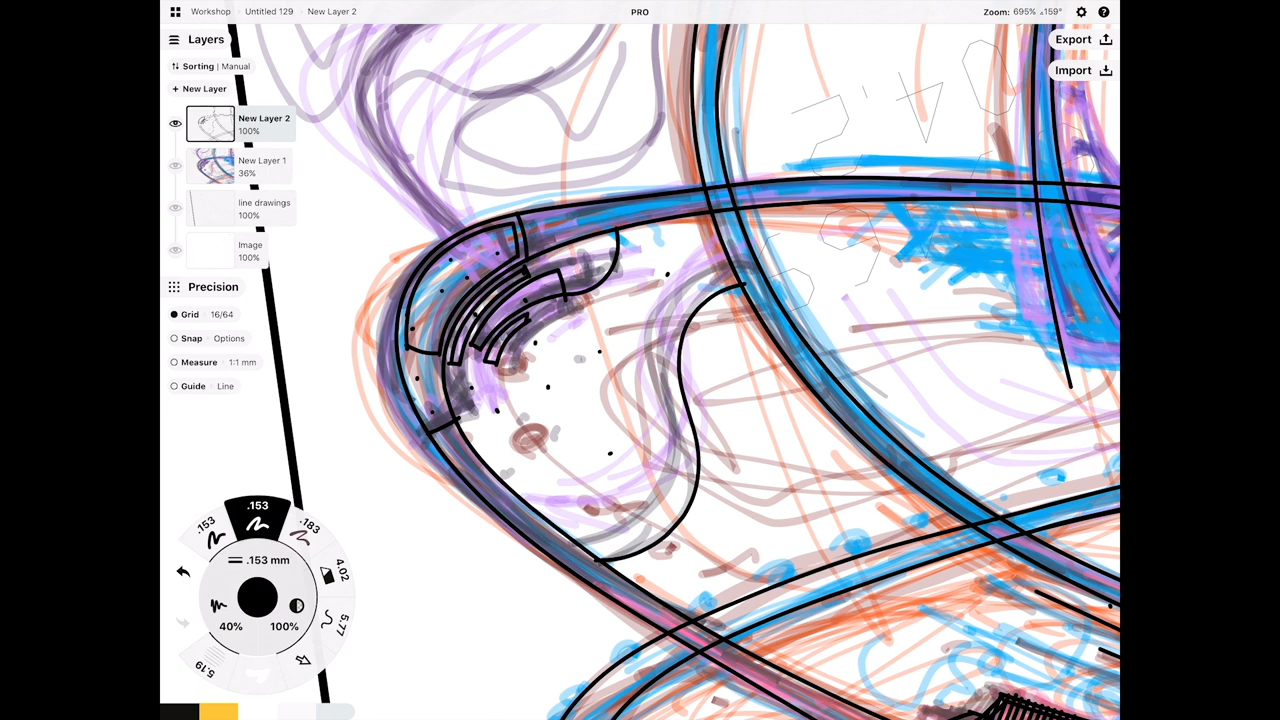 Workshop Untitled 129 New Layer 2
PRO
Zoom: 695% 159°
Layers
Export
Import
Sorting | Manual
+ New Layer
New Layer 2
100%
New Layer 1
36%
line drawings
100%
Image
100%
Precision
Grid 16/64
Snap Options
Measure 1:1 mm
Guide Line
.153
.153
.183
4.02
5.77
5.19
.153 mm
40%
100%